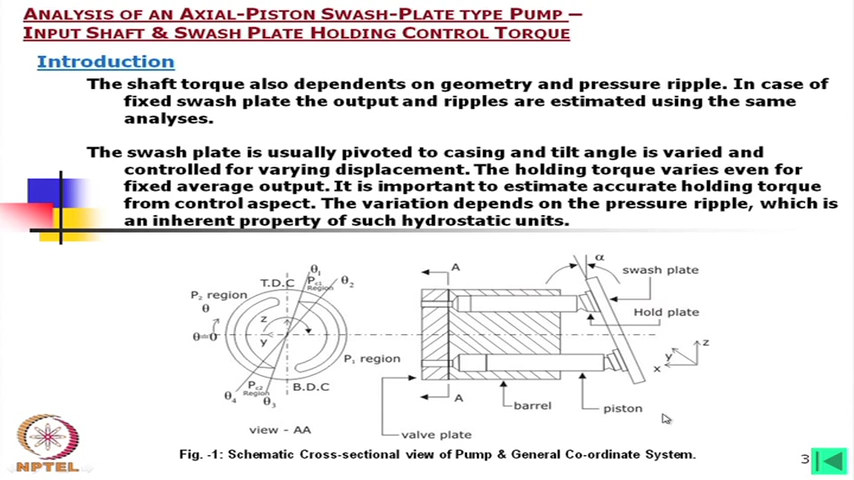 ANALYSIS OF AN AXIAL-PISTON SWASH-PLATE TYPE PUMP –
INPUT SHAFT & SWASH PLATE HOLDING CONTROL TORQUE
Introduction
The shaft torque also dependents on geometry and pressure ripple. In case of
fixed swash plate the output and ripples are estimated using the same
analyses.
The swash plate is usually pivoted to casing and tilt angle is varied and
controlled for varying displacement. The holding torque varies even for
fixed average output. It is important to estimate accurate holding torque
from control aspect. The variation depends on the pressure ripple, which is
an inherent property of such hydrostatic units.
T.D.C
θ1
Pc1
Region
θ2
P2 region
θ
θ=0
z
y
P1 region
Pc2
Region
B.D.C
θ4
θ3
view - AA
A
α
swash plate
Hold plate
z
y
x
A
barrel
piston
valve plate
Fig. -1: Schematic Cross-sectional view of Pump & General Co-ordinate System.
NPTEL
3